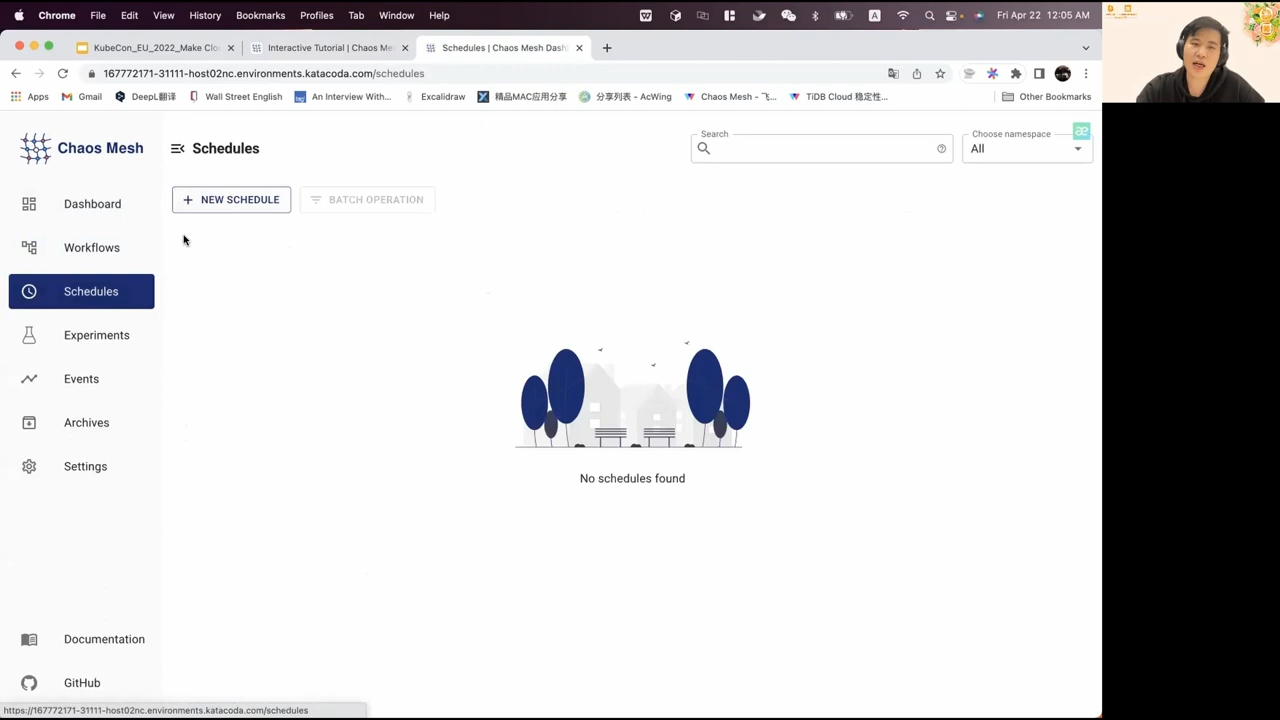 Chrome File Edit View History Bookmarks Profiles Tab Window Help
A Fri Apr 22 12:05 AM
KubeCon_EU_2022_Make Clo
Interactive Tutorial | Chaos Me
Schedules | Chaos Mesh Dash
167772171-31111-host02nc.environments.katacoda.com/schedules
Apps Gmail DeepL翻译 Wall Street English An Interview With... Excalidraw 精品MAC应用分享 分享列表 - AcWing Chaos Mesh - 飞... TiDB Cloud 稳定性... Other Bookmarks
Chaos Mesh
Schedules
Search
Choose namespace
All
æ
NEW SCHEDULE
BATCH OPERATION
Dashboard
Workflows
Schedules
Experiments
Events
Archives
Settings
No schedules found
Documentation
GitHub
https://167772171-31111-host02nc.environments.katacoda.com/schedules